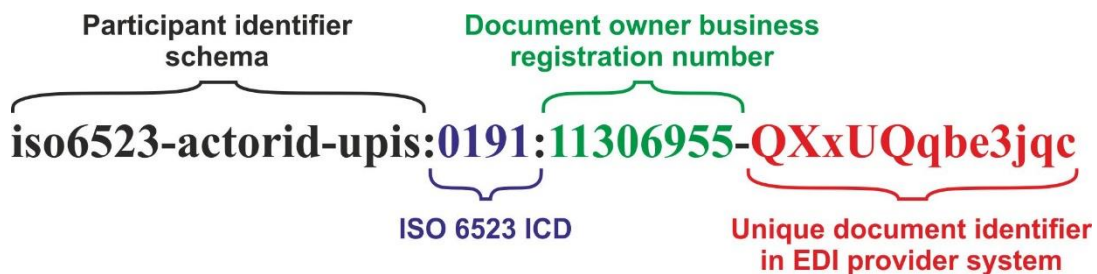 Participant identifier
schema
Document owner business
registration number
iso6523-actorid-upis:0191:11306955-QXxUQqbe3jqc
ISO 6523 ICD
Unique document identifier
in EDI provider system